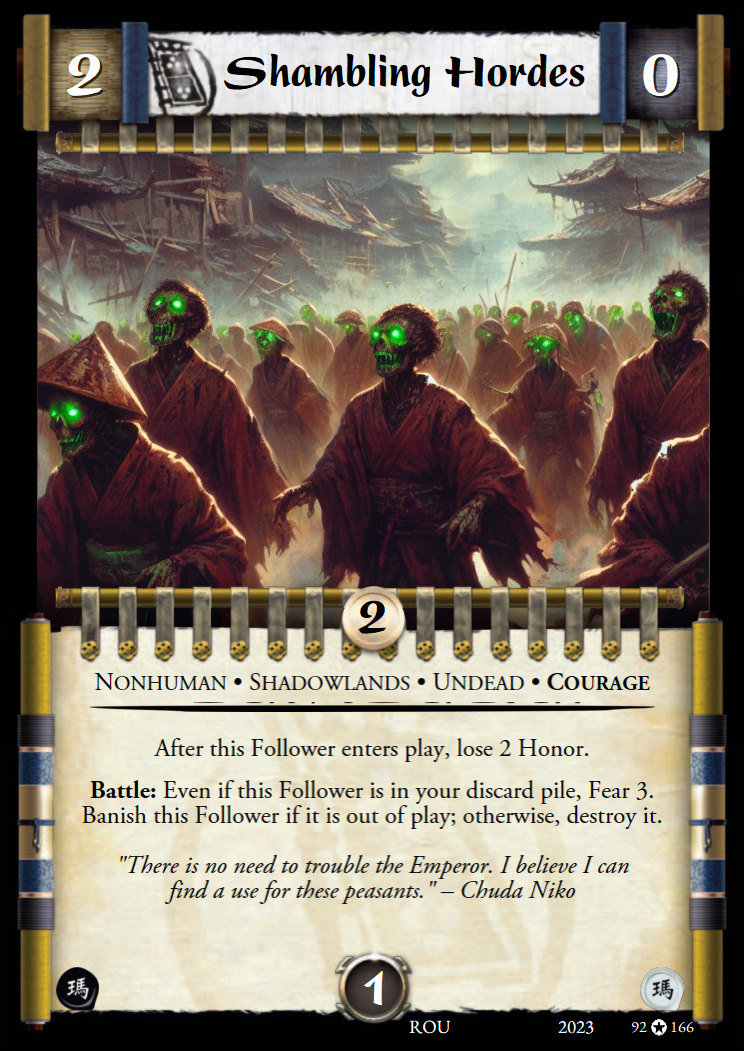 2
Shambling Hordes
0
2
Nonhuman • Shadowlands • Undead • Courage
After this Follower enters play, lose 2 Honor.
Battle: Even if this Follower is in your discard pile, Fear 3.
Banish this Follower if it is out of play; otherwise, destroy it.
"There is no need to trouble the Emperor. I believe I can
find a use for these peasants." – Chuda Niko
瑪
1
瑪
ROU 2023 92 ✪ 166